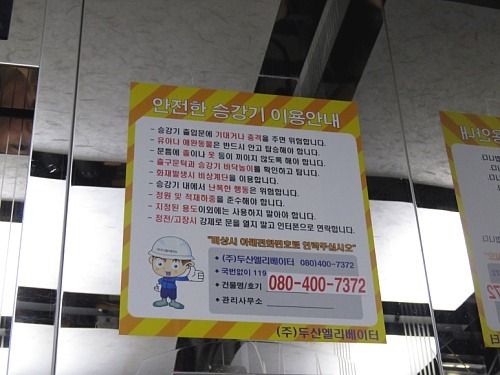 안전한 승강기 이용안내
- 승강기 출입문에 기대거나 충격을 주면 위험합니다.
- 유아나 애완동물은 반드시 안고 탑승해야 합니다.
- 문틈에 줄이나 옷 등이 끼이지 않도록 해야 합니다.
- 출구문턱과 승강기 바닥높이를 확인하고 탑니다.
- 화재발생시 비상계단을 이용합니다.
- 승강기 내에서 난폭한 행동은 위험합니다.
- 정원 및 적재하중을 준수해야 합니다.
- 지정된 용도이외에는 사용하지 말아야 합니다.
- 정전/고장시 강제로 문을 열지 말고 인터폰으로 연락합니다.
"비상시 아래전화번호로 연락주십시오"
• (주)두산엘리베이터 080)400-7372
• 국번없이 119
• 건물명/호기 080-400-7372
• 관리사무소
(주)두산엘리베이터